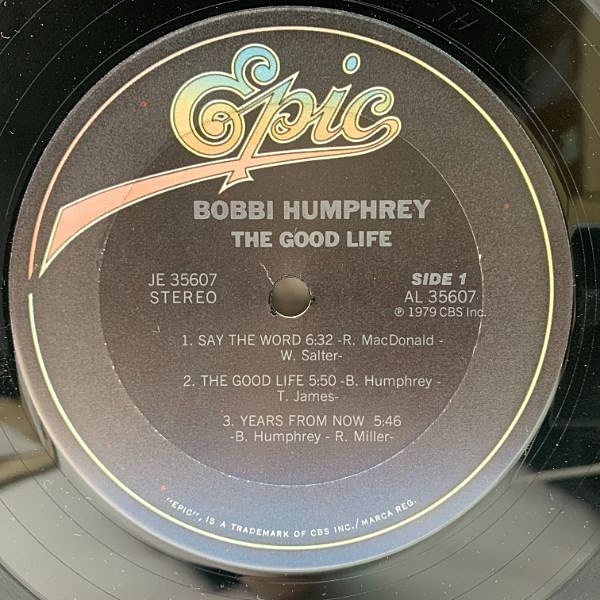 Epic
BOBBI HUMPHREY
THE GOOD LIFE
JE 35607
STEREO
SIDE 1
AL 35607
℗ 1979 CBS Inc.
1. SAY THE WORD 6:32 -R. MacDonald -
W. Salter-
2. THE GOOD LIFE 5:50 -B. Humphrey -
T. James-
3. YEARS FROM NOW 5:46
-B. Humphrey - R. Miller-
"EPIC", IS A TRADEMARK OF CBS INC./MARCA REG.